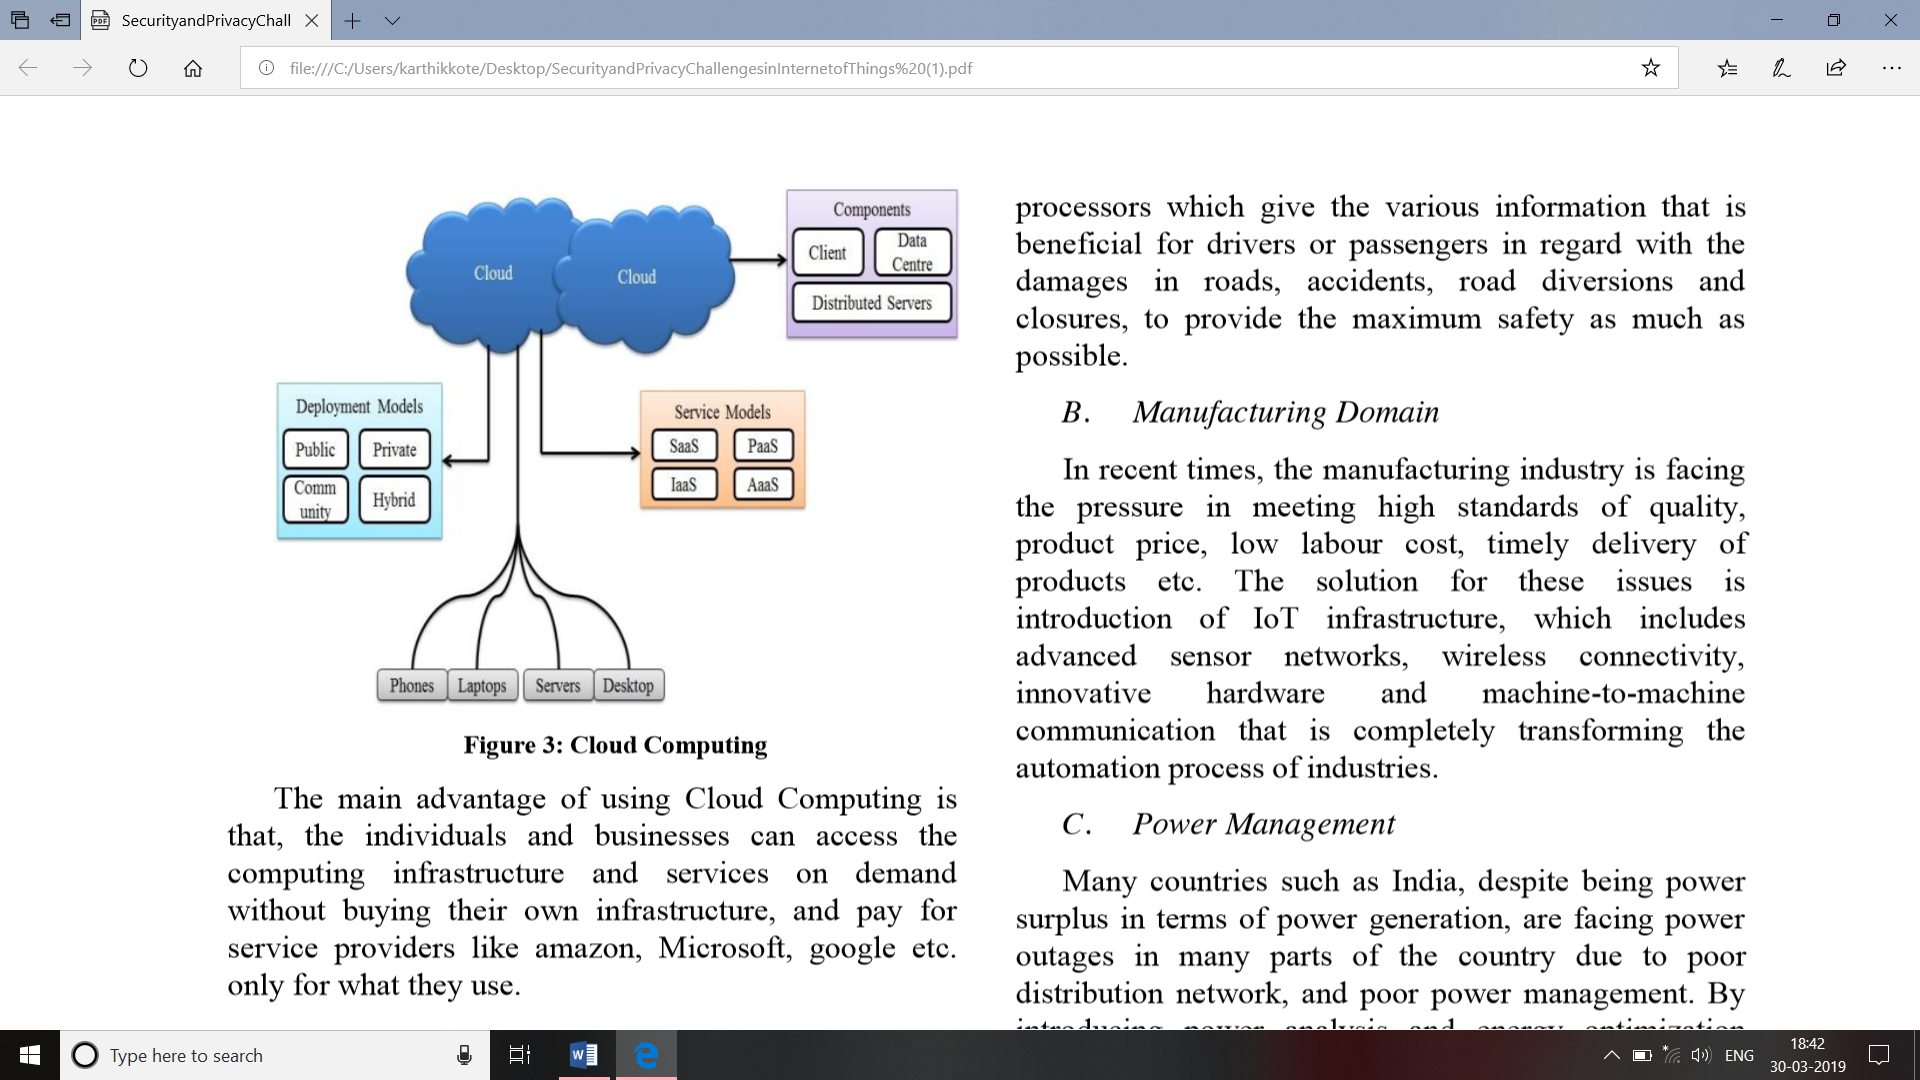 SecurityandPrivacyChall
file:///C:/Users/karthikkote/Desktop/SecurityandPrivacyChallengesinInternetofThings%20(1).pdf
Components
Client
Data
Centre
Distributed Servers
Cloud
Cloud
Deployment Models
Public
Private
Comm
unity
Hybrid
Service Models
SaaS
PaaS
IaaS
AaaS
Phones
Laptops
Servers
Desktop
Figure 3: Cloud Computing
The main advantage of using Cloud Computing is
that, the individuals and businesses can access the
computing infrastructure and services on demand
without buying their own infrastructure, and pay for
service providers like amazon, Microsoft, google etc.
only for what they use.
processors which give the various information that is
beneficial for drivers or passengers in regard with the
damages in roads, accidents, road diversions and
closures, to provide the maximum safety as much as
possible.
B. Manufacturing Domain
In recent times, the manufacturing industry is facing
the pressure in meeting high standards of quality,
product price, low labour cost, timely delivery of
products etc. The solution for these issues is
introduction of IoT infrastructure, which includes
advanced sensor networks, wireless connectivity,
innovative hardware and machine-to-machine
communication that is completely transforming the
automation process of industries.
C. Power Management
Many countries such as India, despite being power
surplus in terms of power generation, are facing power
outages in many parts of the country due to poor
distribution network, and poor power management. By
introducing power analysis and energy optimization
Type here to search
ENG
18:42
30-03-2019